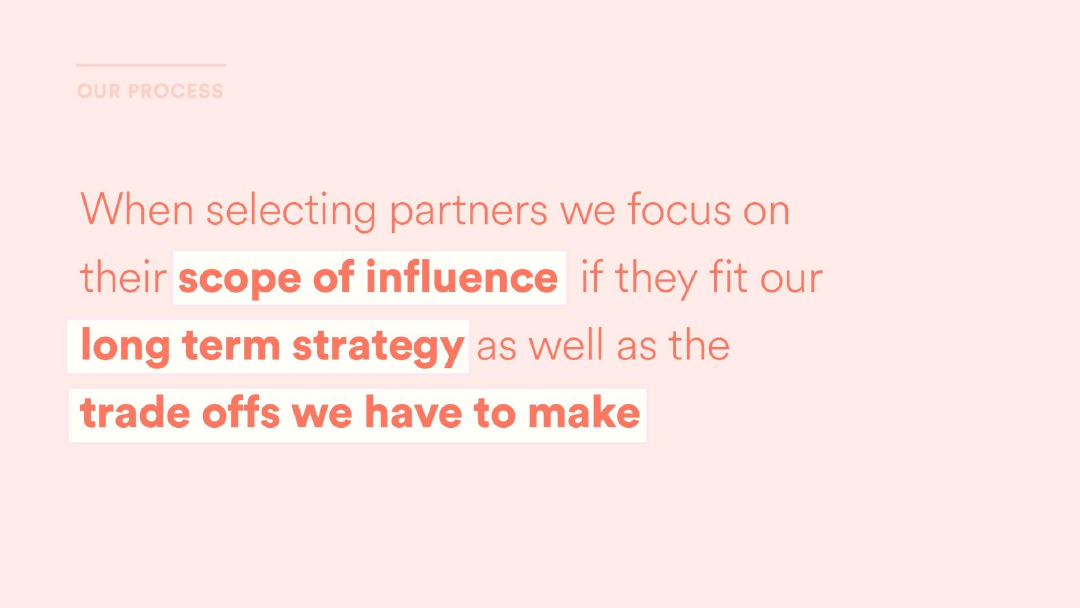 OUR PROCESS
When selecting partners we focus on
their scope of influence if they fit our
long term strategy as well as the
trade offs we have to make